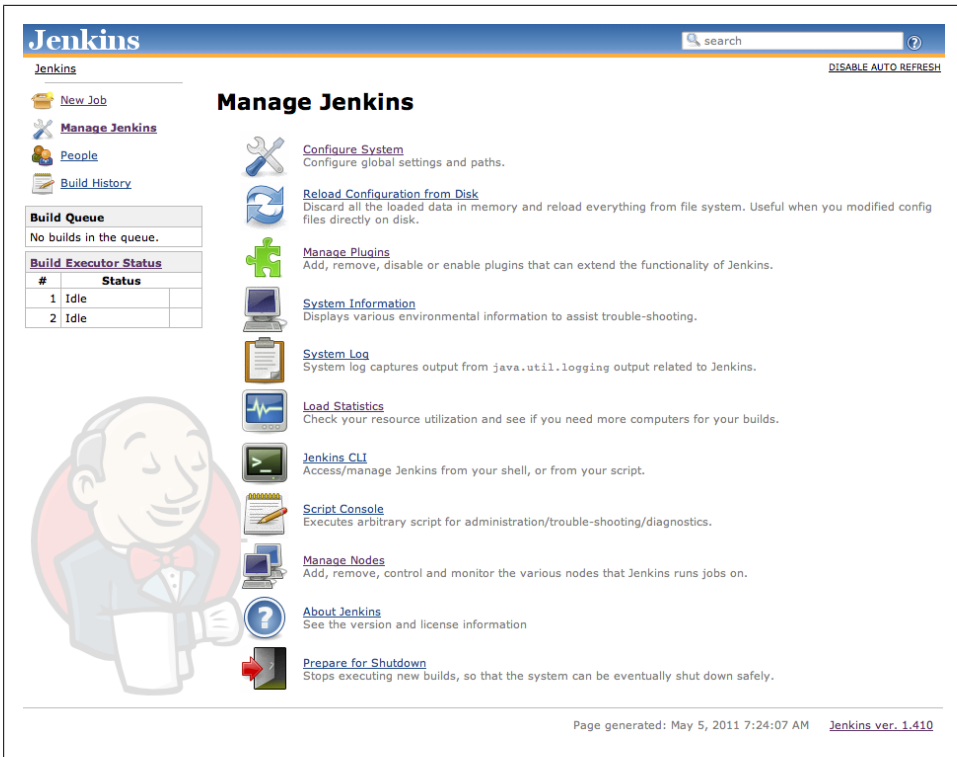 Jenkins
search
Jenkins
DISABLE AUTO REFRESH
New Job
Manage Jenkins
People
Build History
Build Queue
No builds in the queue.
Build Executor Status
# Status
1 Idle
2 Idle
Manage Jenkins
Configure System
Configure global settings and paths.
Reload Configuration from Disk
Discard all the loaded data in memory and reload everything from file system. Useful when you modified config
files directly on disk.
Manage Plugins
Add, remove, disable or enable plugins that can extend the functionality of Jenkins.
System Information
Displays various environmental information to assist trouble-shooting.
System Log
System log captures output from java.util.logging output related to Jenkins.
Load Statistics
Check your resource utilization and see if you need more computers for your builds.
Jenkins CLI
Access/manage Jenkins from your shell, or from your script.
Script Console
Executes arbitrary script for administration/trouble-shooting/diagnostics.
Manage Nodes
Add, remove, control and monitor the various nodes that Jenkins runs jobs on.
About Jenkins
See the version and license information
Prepare for Shutdown
Stops executing new builds, so that the system can be eventually shut down safely.
Page generated: May 5, 2011 7:24:07 AM Jenkins ver. 1.410